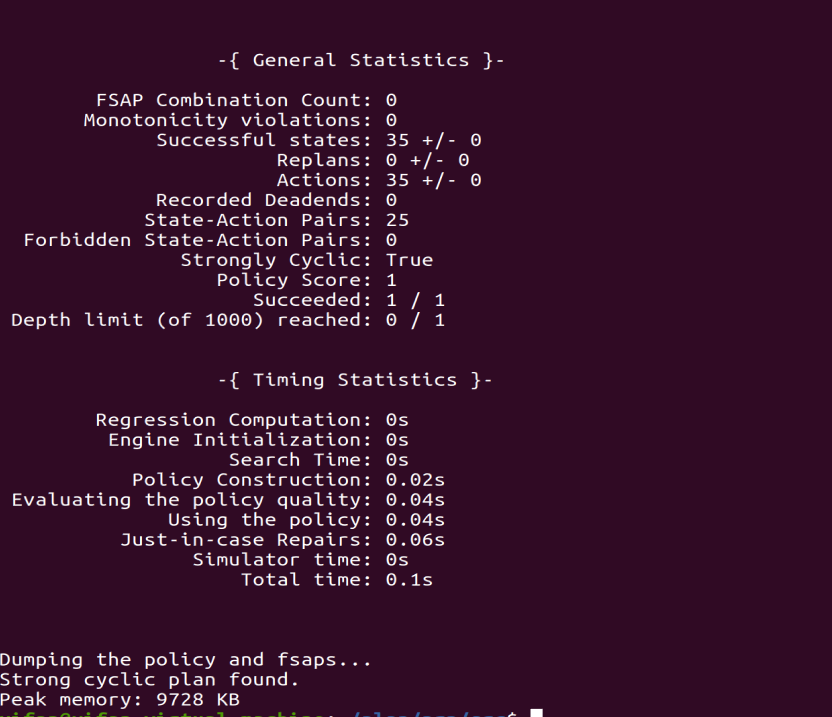 -{ General Statistics }-
FSAP Combination Count: 0
Monotonicity violations: 0
Successful states: 35 +/- 0
Replans: 0 +/- 0
Actions: 35 +/- 0
Recorded Deadends: 0
State-Action Pairs: 25
Forbidden State-Action Pairs: 0
Strongly Cyclic: True
Policy Score: 1
Succeeded: 1 / 1
Depth limit (of 1000) reached: 0 / 1
-{ Timing Statistics }-
Regression Computation: 0s
Engine Initialization: 0s
Search Time: 0s
Policy Construction: 0.02s
Evaluating the policy quality: 0.04s
Using the policy: 0.04s
Just-in-case Repairs: 0.06s
Simulator time: 0s
Total time: 0.1s
Dumping the policy and fsaps...
Strong cyclic plan found.
Peak memory: 9728 KB